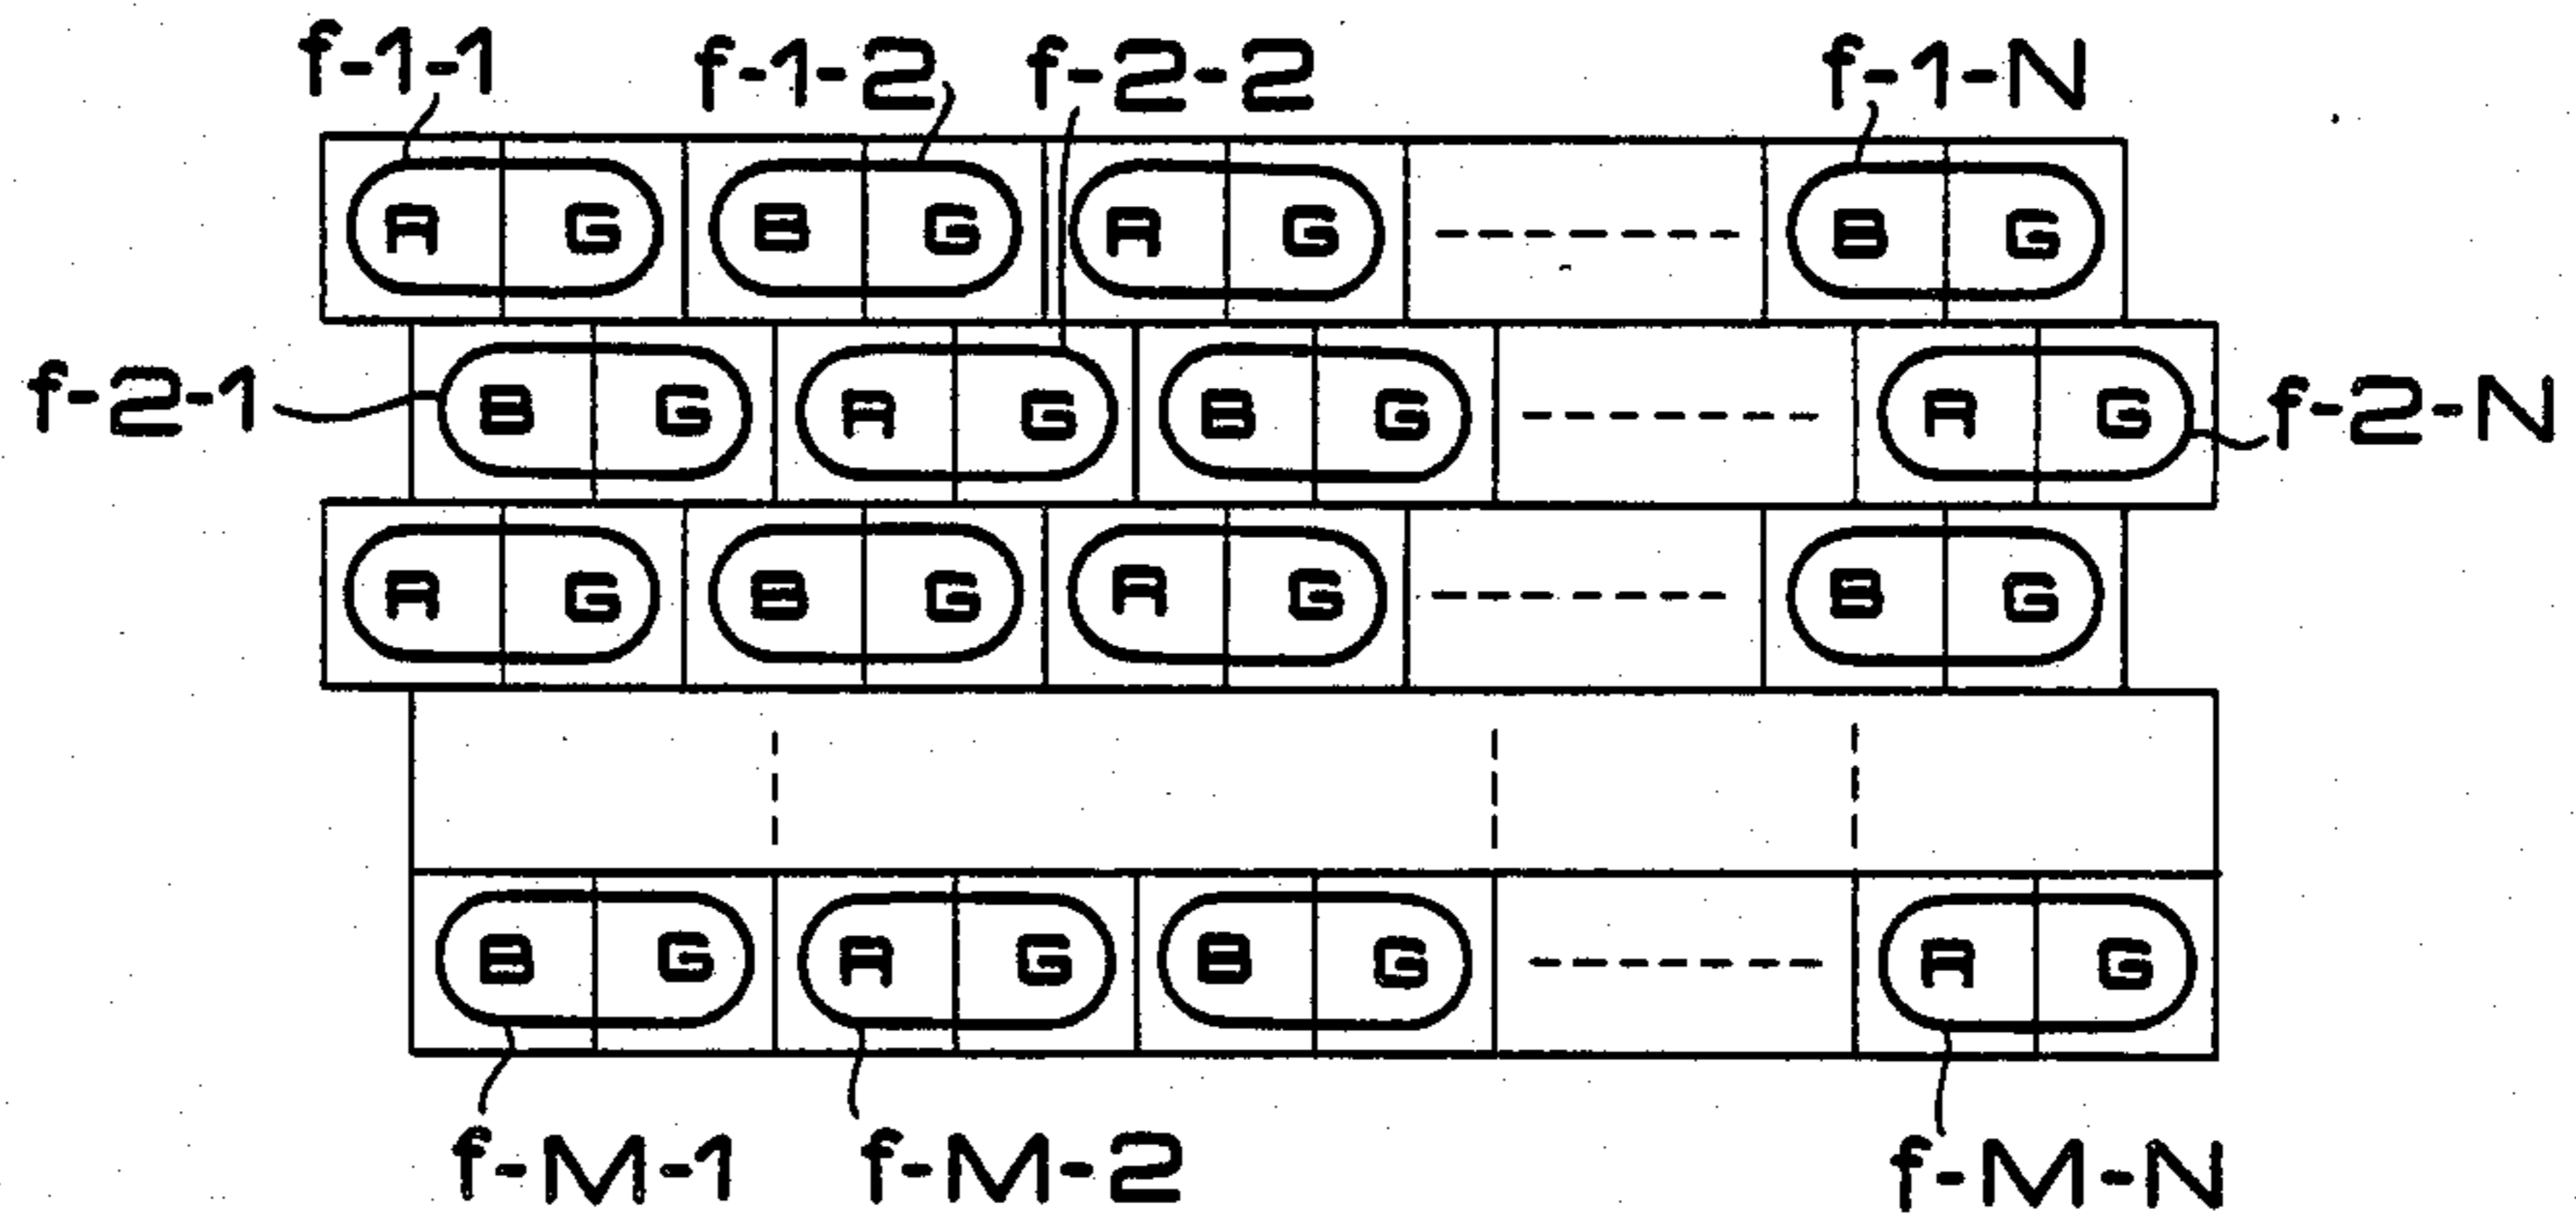 f-1-1 f-1-2 f-2-2 f-1-N
R G B G R G B G
f-2-1 B G R G B G R G f-2-N
R G B G R G B G
B G R G B G R G
f-M-1 f-M-2 f-M-N